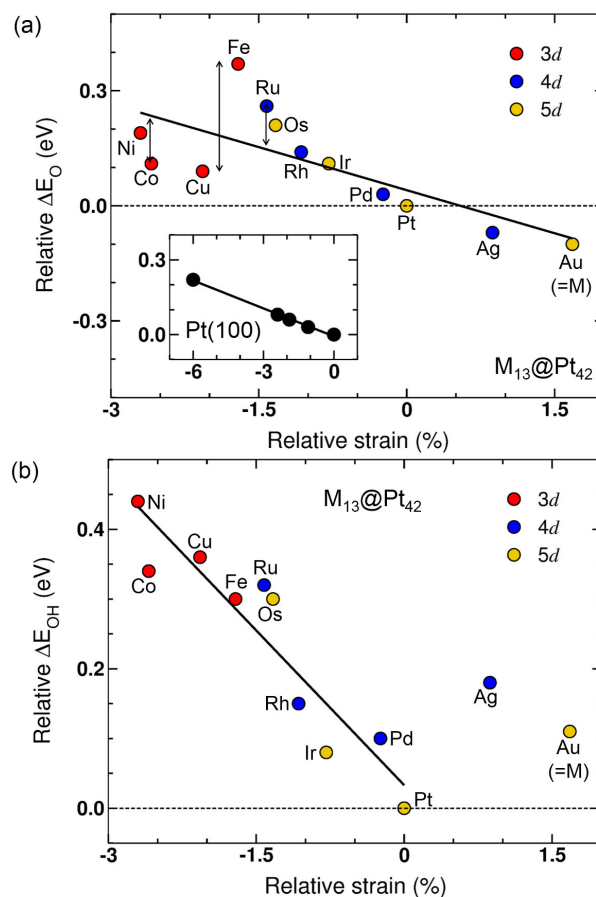 (a)
Relative ΔE_O (eV)
0.3
0.0
-0.3
Fe
Ru
Os
Ni
Co
Cu
Rh
Ir
Pd
Pt
Ag
Au
(=M)
3d
4d
5d
0.3
0.0
Pt(100)
-6 -3 0
M₁₃@Pt₄₂
-3 -1.5 0 1.5
Relative strain (%)
(b)
Relative ΔE_OH (eV)
0.4
0.2
0.0
M₁₃@Pt₄₂
3d
4d
5d
Ni
Cu
Co
Fe
Ru
Os
Rh
Ir
Pd
Pt
Ag
Au
(=M)
-3 -1.5 0 1.5
Relative strain (%)